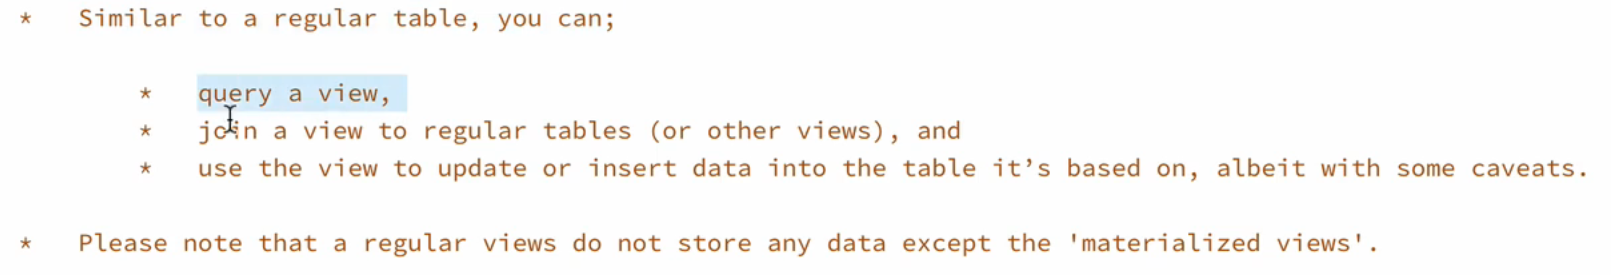 * Similar to a regular table, you can;
* query a view,
* join a view to regular tables (or other views), and
* use the view to update or insert data into the table it’s based on, albeit with some caveats.
* Please note that a regular views do not store any data except the 'materialized views'.